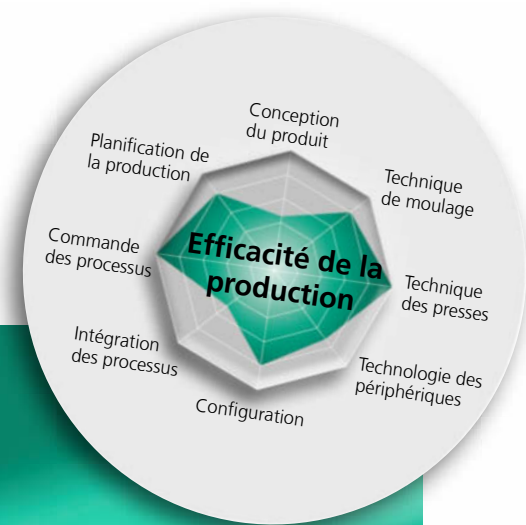 Conception
du produit
Technique
de moulage
Technique
des presses
Technologie des
périphériques
Configuration
Intégration
des processus
Commande
des processus
Planification de
la production
Efficacité de la
production